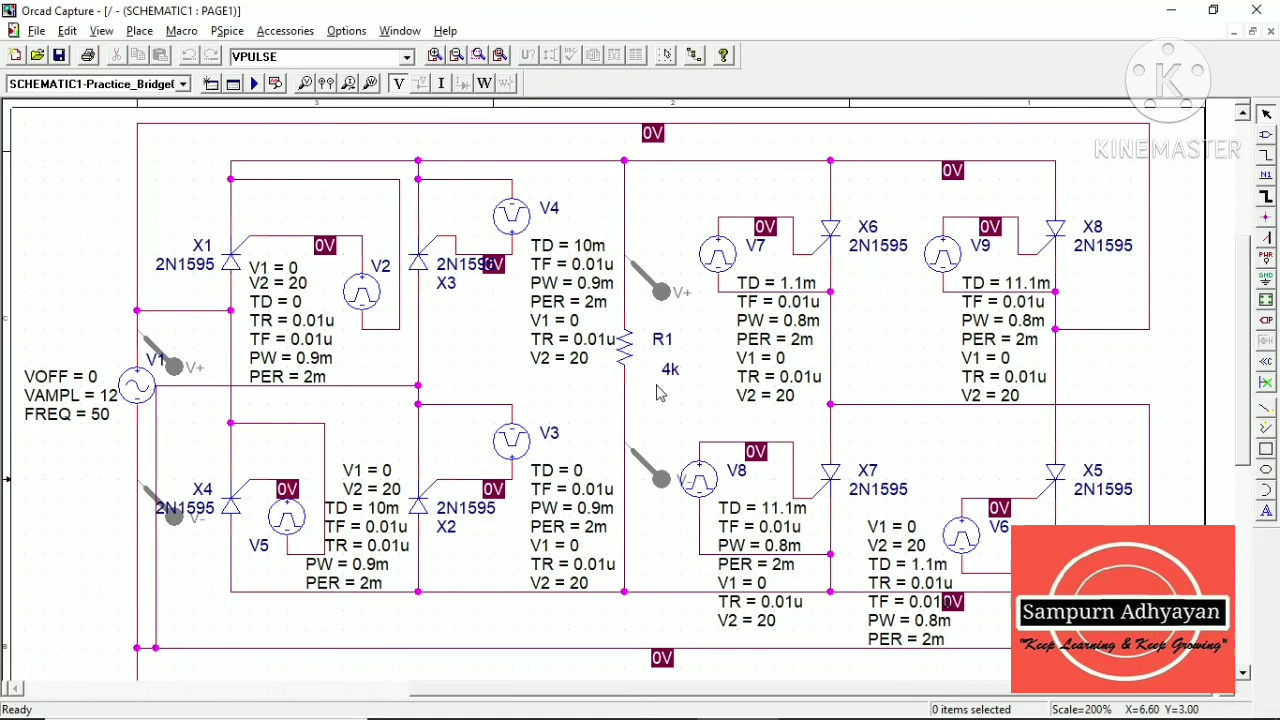 Orcad Capture - [/ - (SCHEMATIC1 : PAGE1)]
File Edit View Place Macro PSpice Accessories Options Window Help
VPULSE
U?
SCHEMATIC1-Practice_BridgeC
V I W
N1
PWR
GND
3 2 1
KINEMASTER
K
0V
0V
V4
X1
2N1595
0V
V2
V1 = 0
V2 = 20
TD = 0
TR = 0.01u
TF = 0.01u
PW = 0.9m
PER = 2m
2N1595
0V
X3
TD = 10m
TF = 0.01u
PW = 0.9m
PER = 2m
V1 = 0
TR = 0.01u
V2 = 20
V+
R1
4k
0V
V7
X6
2N1595
TD = 1.1m
TF = 0.01u
PW = 0.8m
PER = 2m
V1 = 0
TR = 0.01u
V2 = 20
0V
V9
X8
2N1595
TD = 11.1m
TF = 0.01u
PW = 0.8m
PER = 2m
V1 = 0
TR = 0.01u
V2 = 20
V1
V+
VOFF = 0
VAMPL = 12
FREQ = 50
V-
X4
2N1595
0V
V5
V1 = 0
V2 = 20
TD = 10m
TF = 0.01u
TR = 0.01u
PW = 0.9m
PER = 2m
V3
0V
2N1595
X2
TD = 0
TF = 0.01u
PW = 0.9m
PER = 2m
V1 = 0
TR = 0.01u
V2 = 20
0V
V8
X7
2N1595
TD = 11.1m
PW = 0.8m
PER = 2m
V1 = 0
TR = 0.01u
V2 = 20
X5
2N1595
0V
V6
V1 = 0
V2 = 20
TD = 1.1m
TR = 0.01u
TF = 0.01
0V
PW = 0.8m
PER = 2m
0V
Sampurn Adhyayan
"Keep Learning & Keep Growing"
Ready
0 items selected
Scale=200% X=6.60 Y=3.00